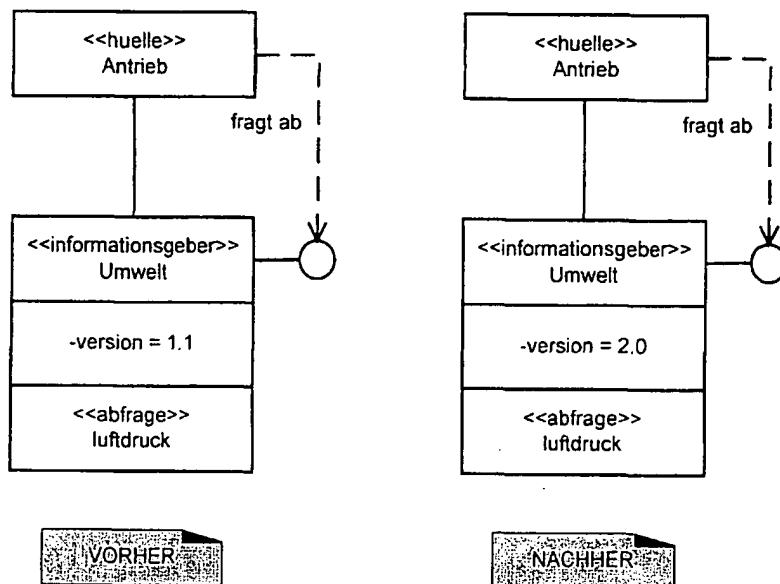 <<huelle>>
Antrieb
fragt ab
<<informationsgeber>>
Umwelt
-version = 1.1
<<abfrage>>
luftdruck
VORHER
<<huelle>>
Antrieb
fragt ab
<<informationsgeber>>
Umwelt
-version = 2.0
<<abfrage>>
luftdruck
NACHHER